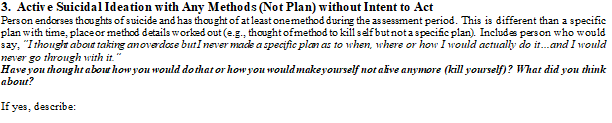 3. Active Suicidal Ideation with Any Methods (Not Plan) without Intent to Act
Person endorses thoughts of suicide and has thought of at least one method during the assessment period. This is different than a specific
plan with time, place or method details worked out (e.g., thought of method to kill self but not a specific plan). Includes person who would
say, "I thought about taking an overdose but I never made a specific plan as to when, where or how I would actually do it…and I would
never go through with it."
Have you thought about how you would do that or how you would make yourself not alive anymore (kill yourself)? What did you think
about?
If yes, describe: